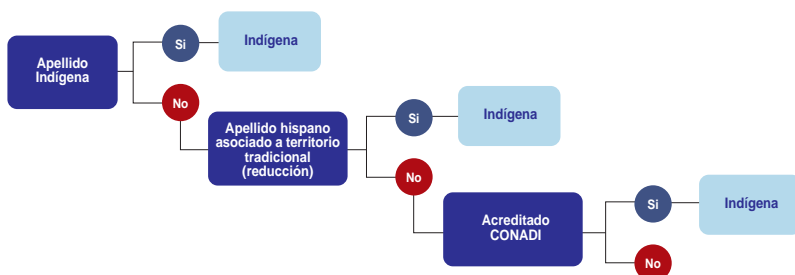 Si
Indígena
Apellido
Indígena
No
Apellido hispano
asociado a territorio
tradicional
(reducción)
Si
Indígena
No
Acreditado
CONADI
Si
Indígena
No